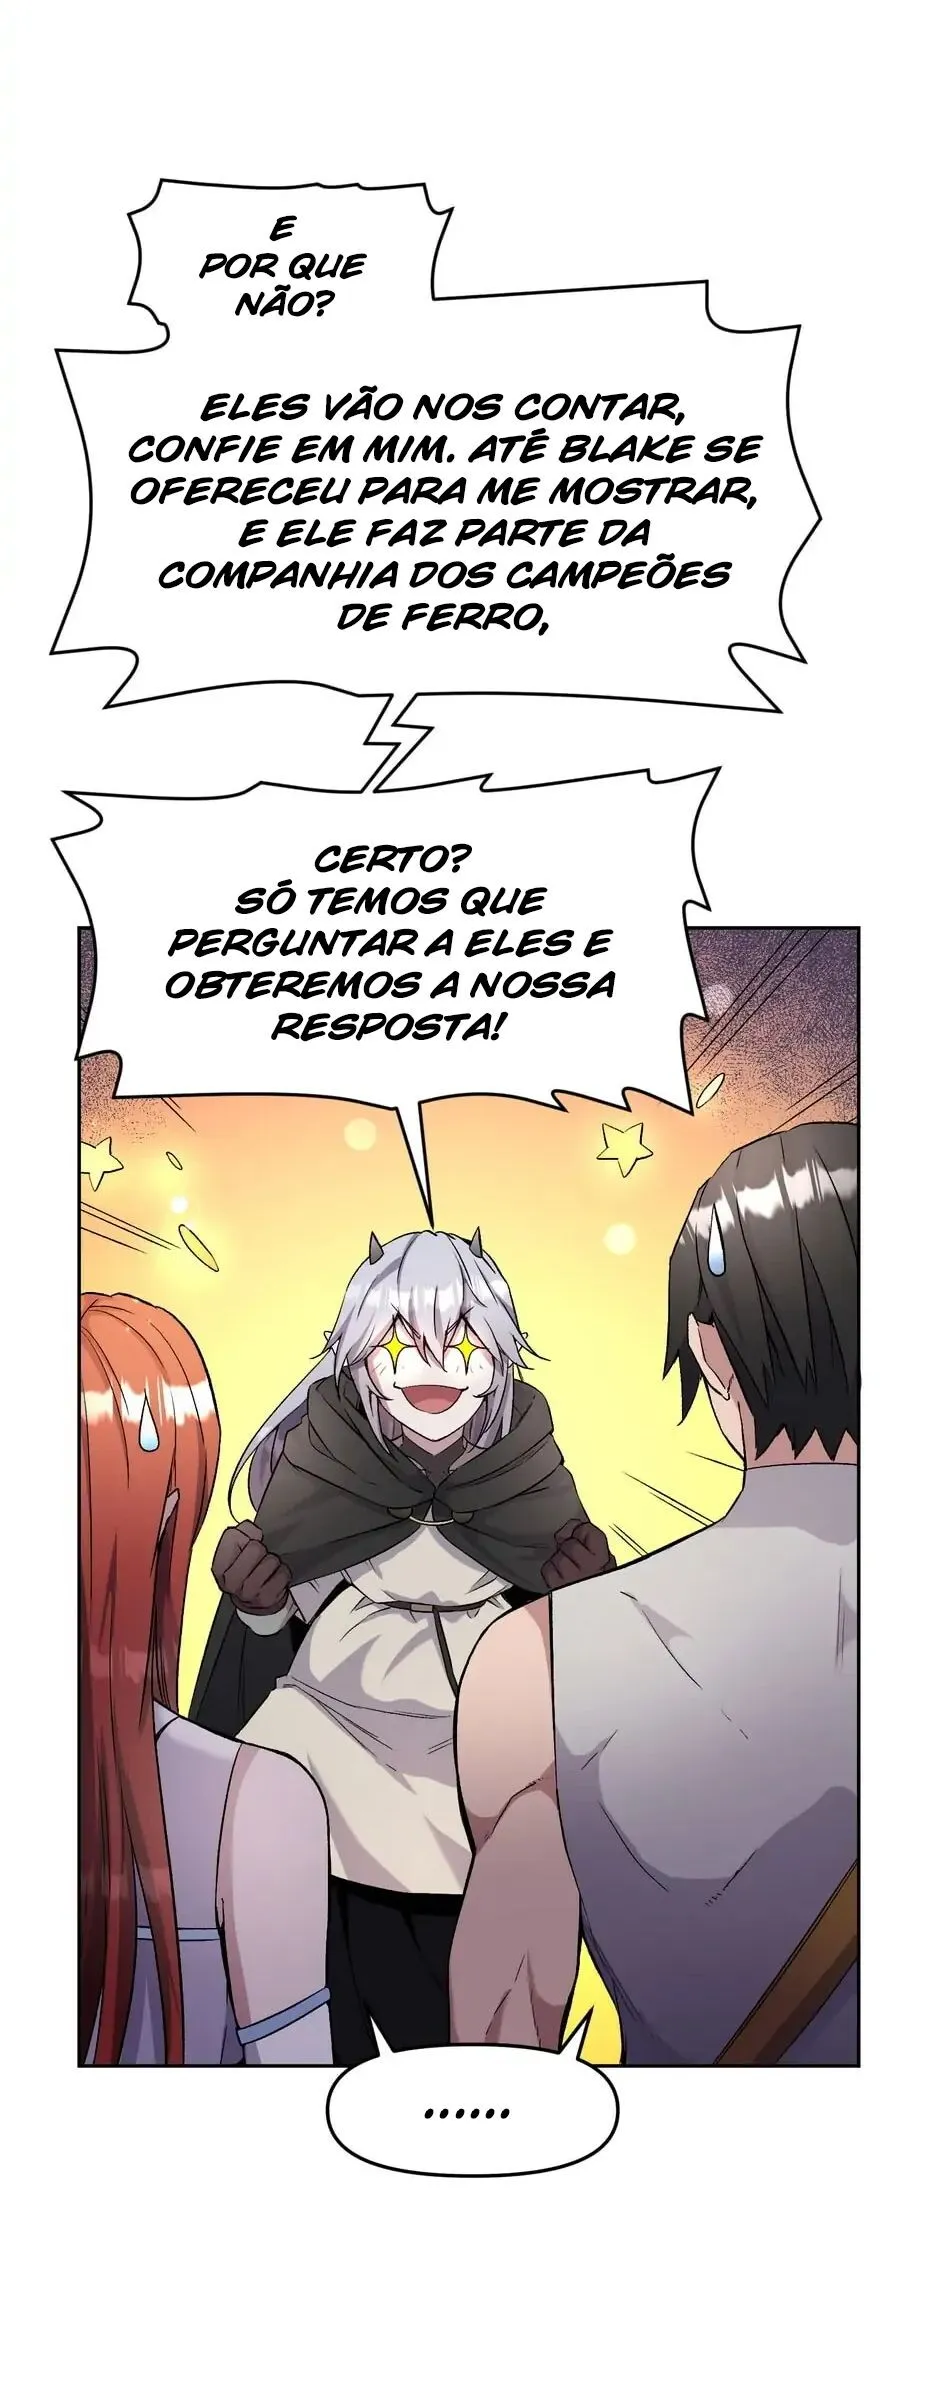 E
POR QUE
NÃO?
ELES VÃO NOS CONTAR,
CONFIE EM MIM. ATÉ BLAKE SE
OFERECEU PARA ME MOSTRAR,
E ELE FAZ PARTE DA
COMPANHIA DOS CAMPEÕES
DE FERRO,
CERTO?
SÓ TEMOS QUE
PERGUNTAR A ELES E
OBTEREMOS A NOSSA
RESPOSTA!
......